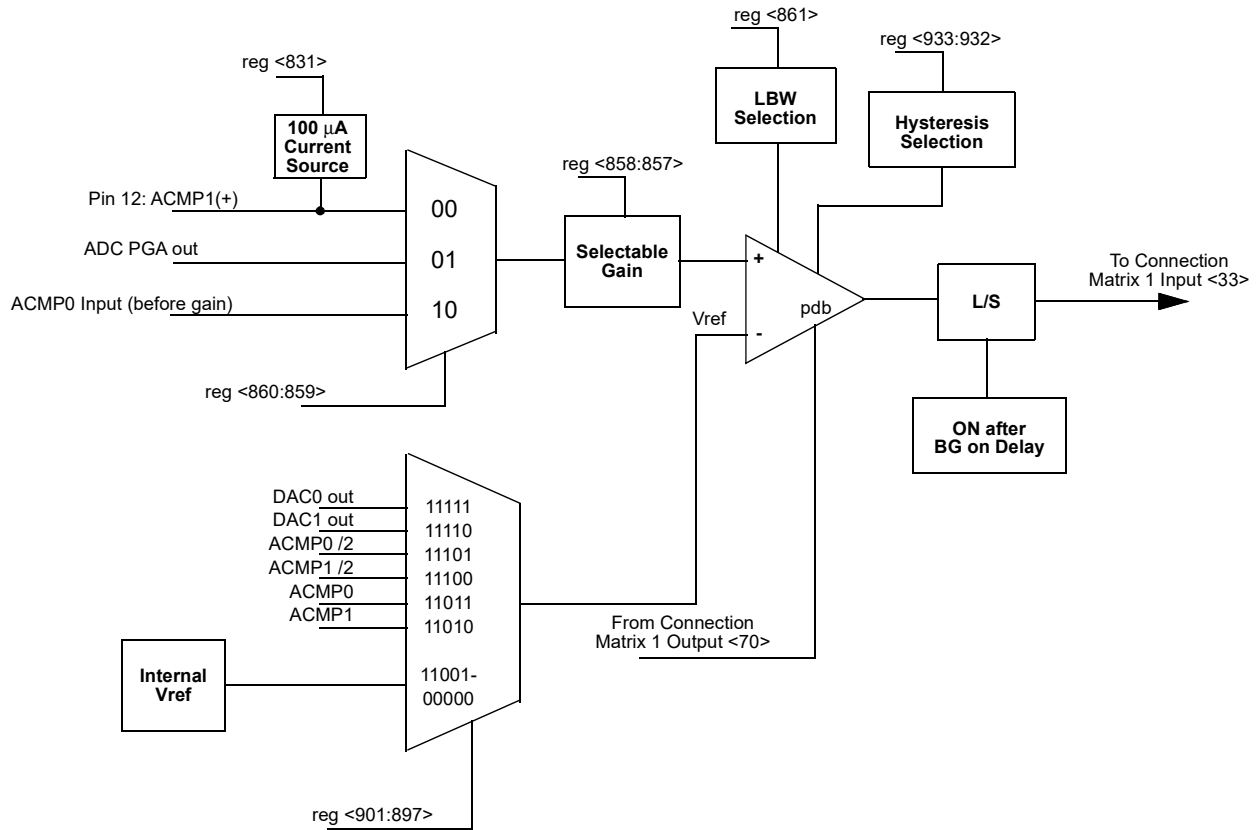 reg <861>
reg <933:932>
reg <831>
LBW
Selection
100 µA
Current
Source
Hysteresis
Selection
reg <858:857>
Pin 12: ACMP1(+)
00
ADC PGA out
01
Selectable
Gain
+
To Connection
Matrix 1 Input <33>
ACMP0 Input (before gain)
10
L/S
pdb
Vref
-
reg <860:859>
ON after
BG on Delay
DAC0 out
11111
DAC1 out
11110
ACMP0 /2
11101
ACMP1 /2
11100
ACMP0
11011
ACMP1
11010
From Connection
Matrix 1 Output <70>
Internal
Vref
11001-
00000
reg <901:897>